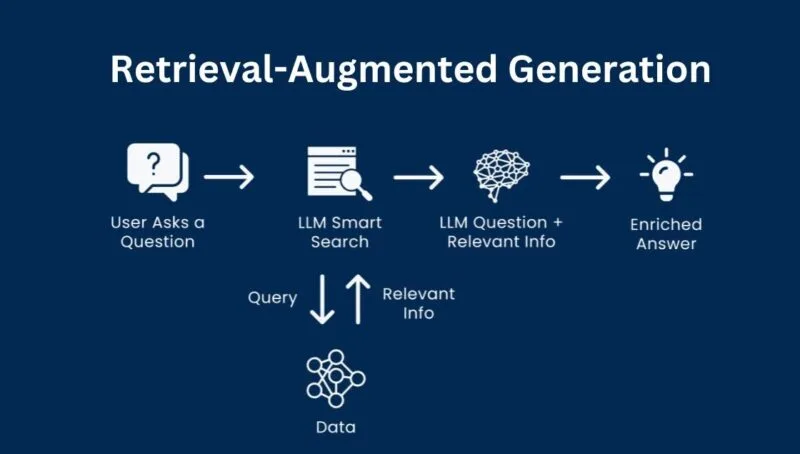 Retrieval-Augmented Generation
?
User Asks a
Question
LLM Smart
Search
LLM Question +
Relevant Info
Enriched
Answer
Query
Relevant
Info
Data